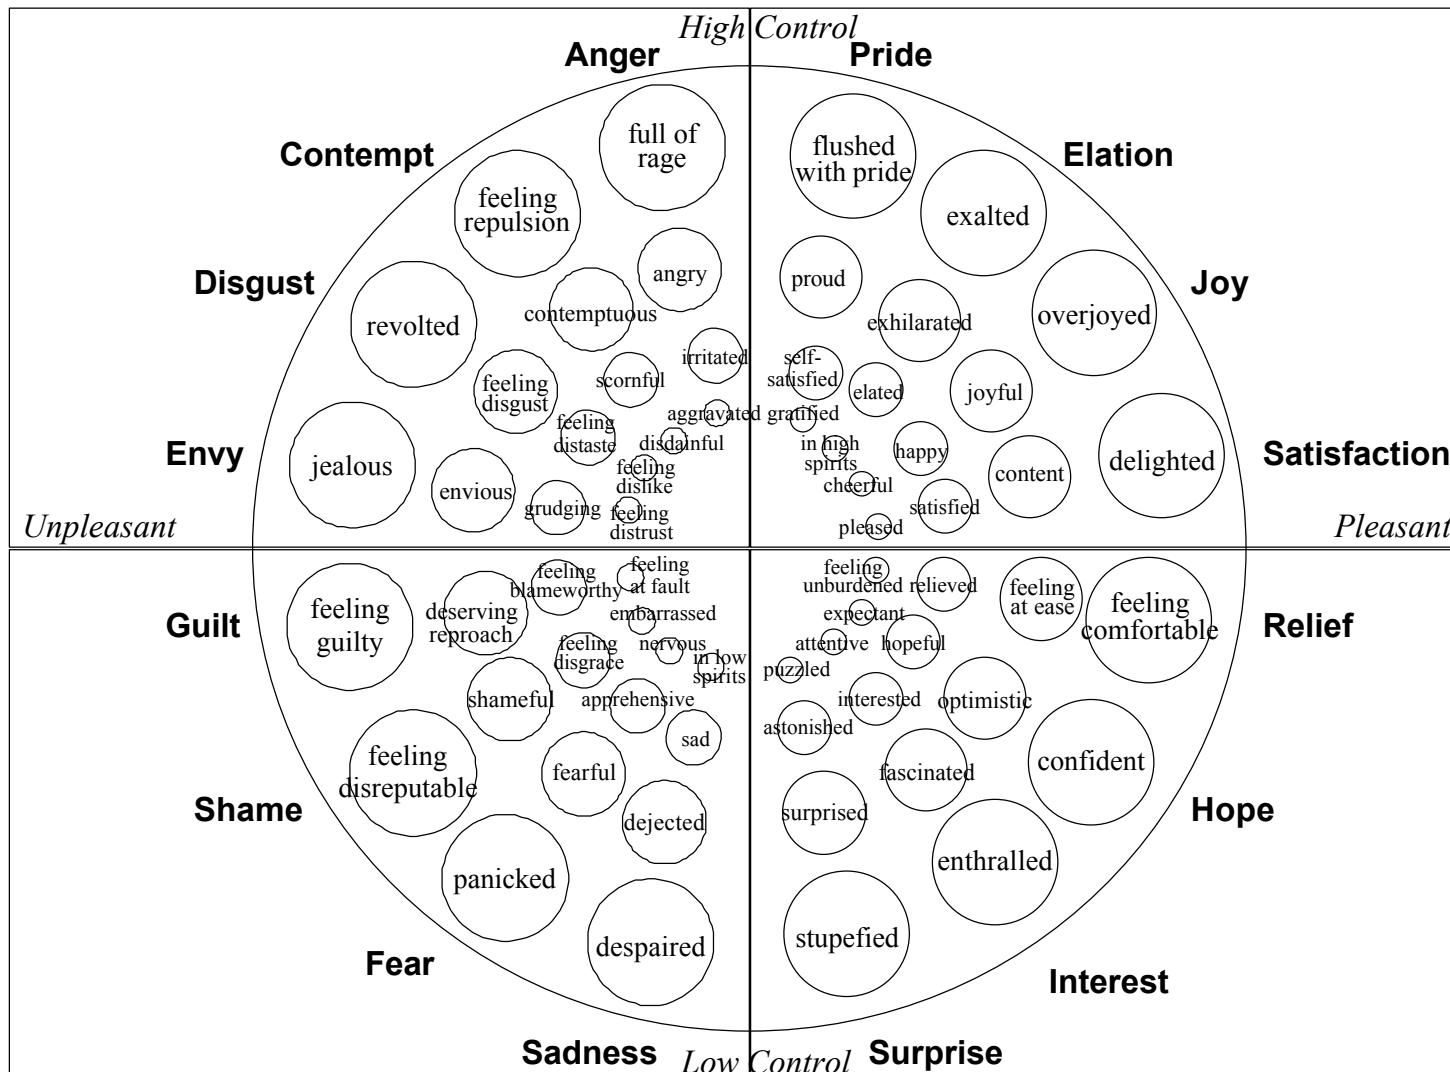 High Control
Anger
Pride
Contempt
Elation
full of
rage
flushed
with pride
feeling
repulsion
exalted
Disgust
Joy
angry
proud
revolted
contemptuous
exhilarated
overjoyed
irritated
self-
satisfied
feeling
disgust
scornful
elated
joyful
aggravated
gratified
feeling
distaste
disdainful
in high
spirits
happy
Envy
Satisfaction
jealous
feeling
dislike
cheerful
content
delighted
envious
grudging
feeling
distrust
pleased
satisfied
Unpleasant
Pleasant
Guilt
Relief
feeling
guilty
deserving
reproach
feeling
blameworthy
feeling
at fault
feeling
unburdened
relieved
feeling
at ease
feeling
comfortable
embarrassed
expectant
feeling
disgrace
nervous
in low
spirits
attentive
hopeful
puzzled
shameful
apprehensive
interested
optimistic
sad
astonished
feeling
disreputable
fearful
fascinated
confident
Shame
Hope
dejected
surprised
panicked
enthralled
despaired
stupefied
Fear
Interest
Sadness
Surprise
Low Control